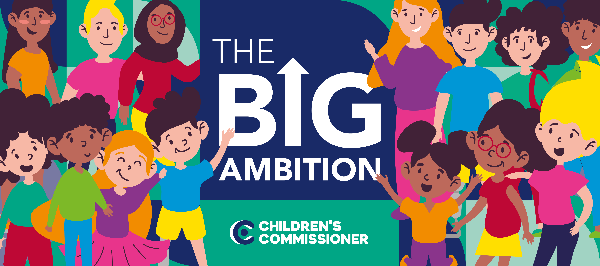 THE
BIG
AMBITION
CHILDREN'S
COMMISSIONER